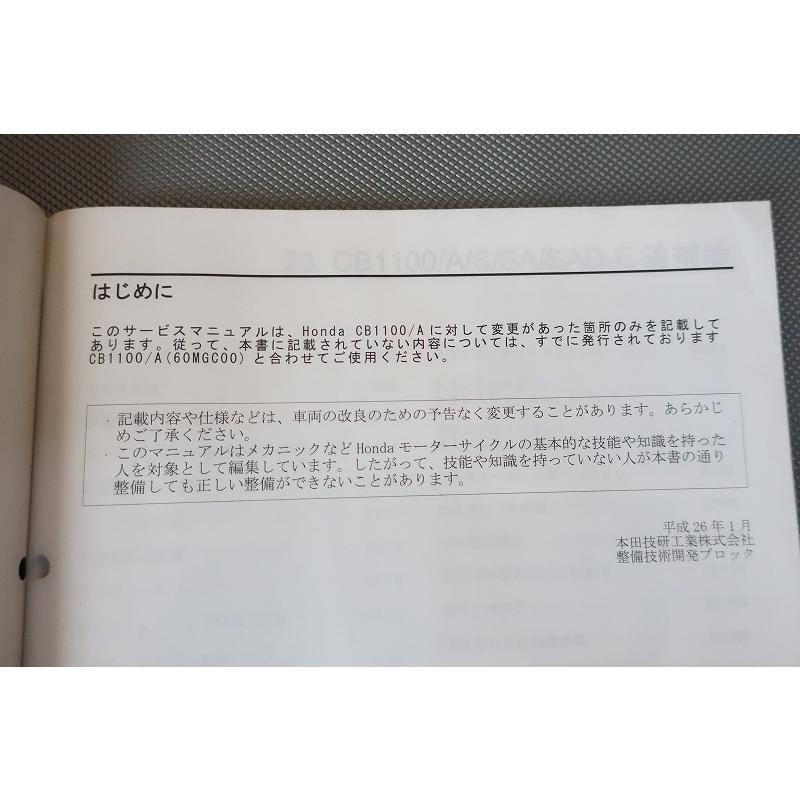 23. CB1100/A/S/SA/SAD-E 追補版
はじめに
このサービスマニュアルは、Honda CB1100/A に対して変更があった箇所のみを記載して
あります。従って、本書に記載されていない内容については、すでに発行されております
CB1100/A(60MGC00) と合わせてご使用ください。
· 記載内容や仕様などは、車両の改良のための予告なく変更することがあります。あらかじ
めご了承ください。
· このマニュアルはメカニックなど Honda モーターサイクルの基本的な技能や知識を持った
人を対象として編集しています。したがって、技能や知識を持っていない人が本書の通り
整備しても正しい整備ができないことがあります。
平成 26 年 1 月
本田技研工業株式会社
整備技術開発ブロック